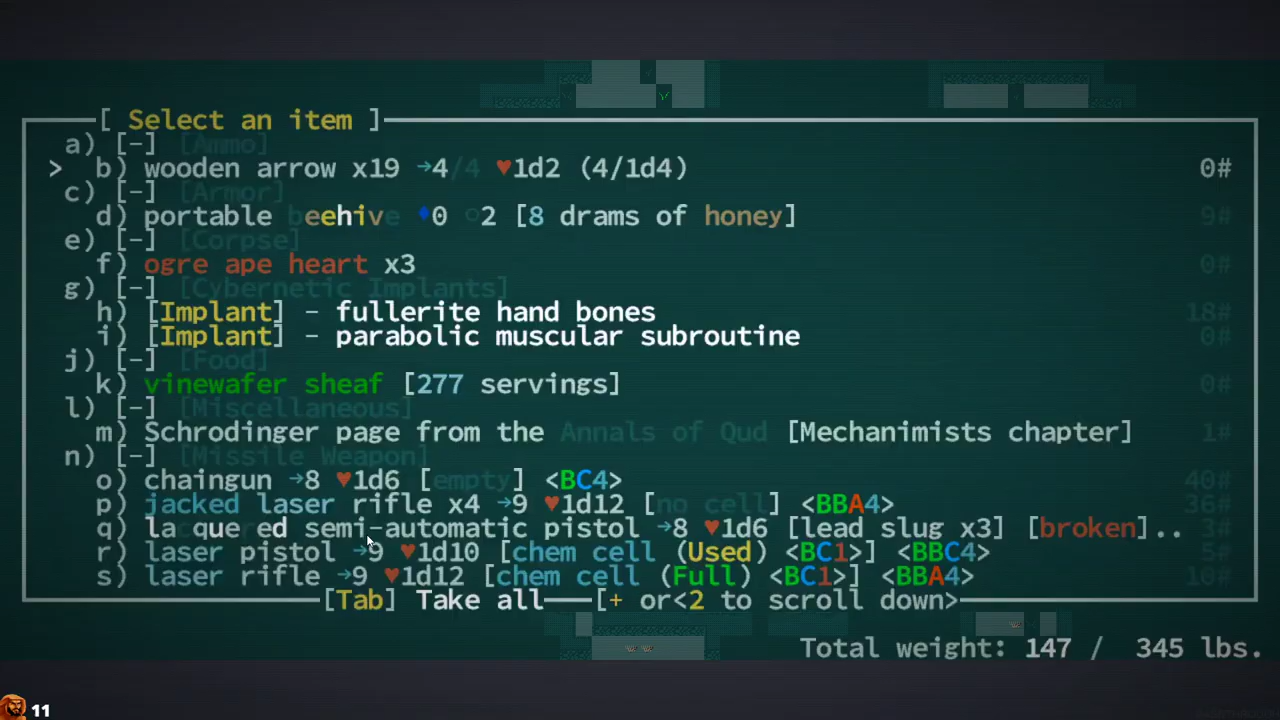 [ Select an item ]
a) [-] [Ammo]
> b) wooden arrow x19 →4/4 ♥1d2 (4/1d4) 0#
c) [-] [Armor]
d) portable beehive ♦0 ○2 [8 drams of honey] 9#
e) [-] [Corpse]
f) ogre ape heart x3 0#
g) [-] [Cybernetic Implants]
h) [Implant] - fullerite hand bones 18#
i) [Implant] - parabolic muscular subroutine 0#
j) [-] [Food]
k) vinewafer sheaf [277 servings] 0#
l) [-] [Miscellaneous]
m) Schrodinger page from the Annals of Qud [Mechanimists chapter] 1#
n) [-] [Missile Weapon]
o) chaingun →8 ♥1d6 [empty] <BC4> 40#
p) jacked laser rifle x4 →9 ♥1d12 [no cell] <BBA4> 36#
q) la que ed semi-automatic pistol →8 ♥1d6 [lead slug x3] [broken].. 3#
r) laser pistol →9 ♥1d10 [chem cell (Used) <BC1>] <BBC4> 5#
s) laser rifle →9 ♥1d12 [chem cell (Full) <BC1>] <BBA4> 10#
[Tab] Take all [+ or<2 to scroll down>
Total weight: 147 / 345 lbs.
11